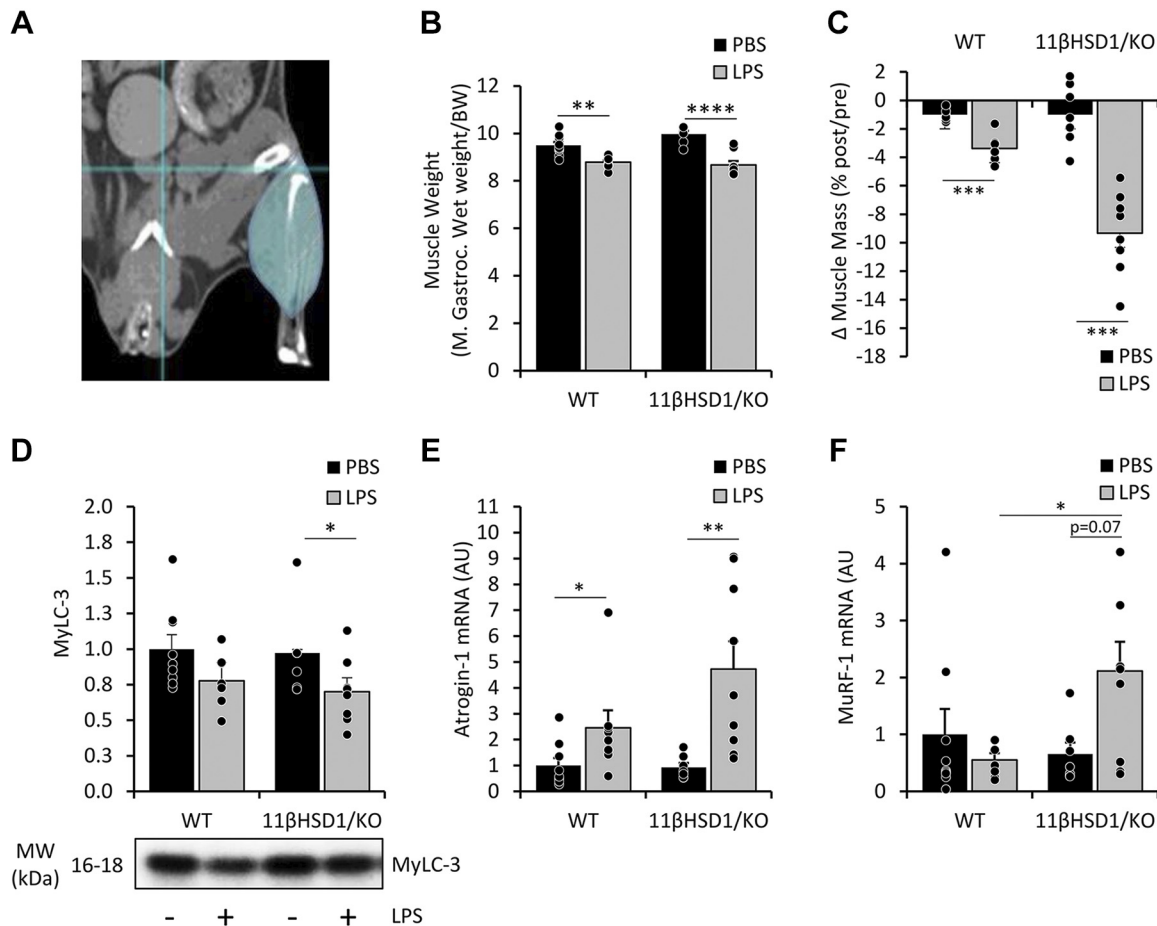 A
B
PBS
LPS
Muscle Weight
(M. Gastroc. Wet weight/BW)
12
10
8
6
4
2
0
**
****
WT
11βHSD1/KO
C
WT
11βHSD1/KO
Δ Muscle Mass (% post/pre)
2
0
-2
-4
-6
-8
-10
-12
-14
-16
-18
***
***
PBS
LPS
D
PBS
LPS
MyLC-3
2.0
1.8
1.5
1.3
1.0
0.8
0.5
0.3
0.0
*
WT
11βHSD1/KO
MW
(kDa)
16-18
MyLC-3
- + - +
LPS
E
PBS
LPS
Atrogin-1 mRNA (AU)
11
10
9
8
7
6
5
4
3
2
1
0
*
**
WT
11βHSD1/KO
F
PBS
LPS
MuRF-1 mRNA (AU
5
4
3
2
1
0
*
p=0.07
WT
11βHSD1/KO